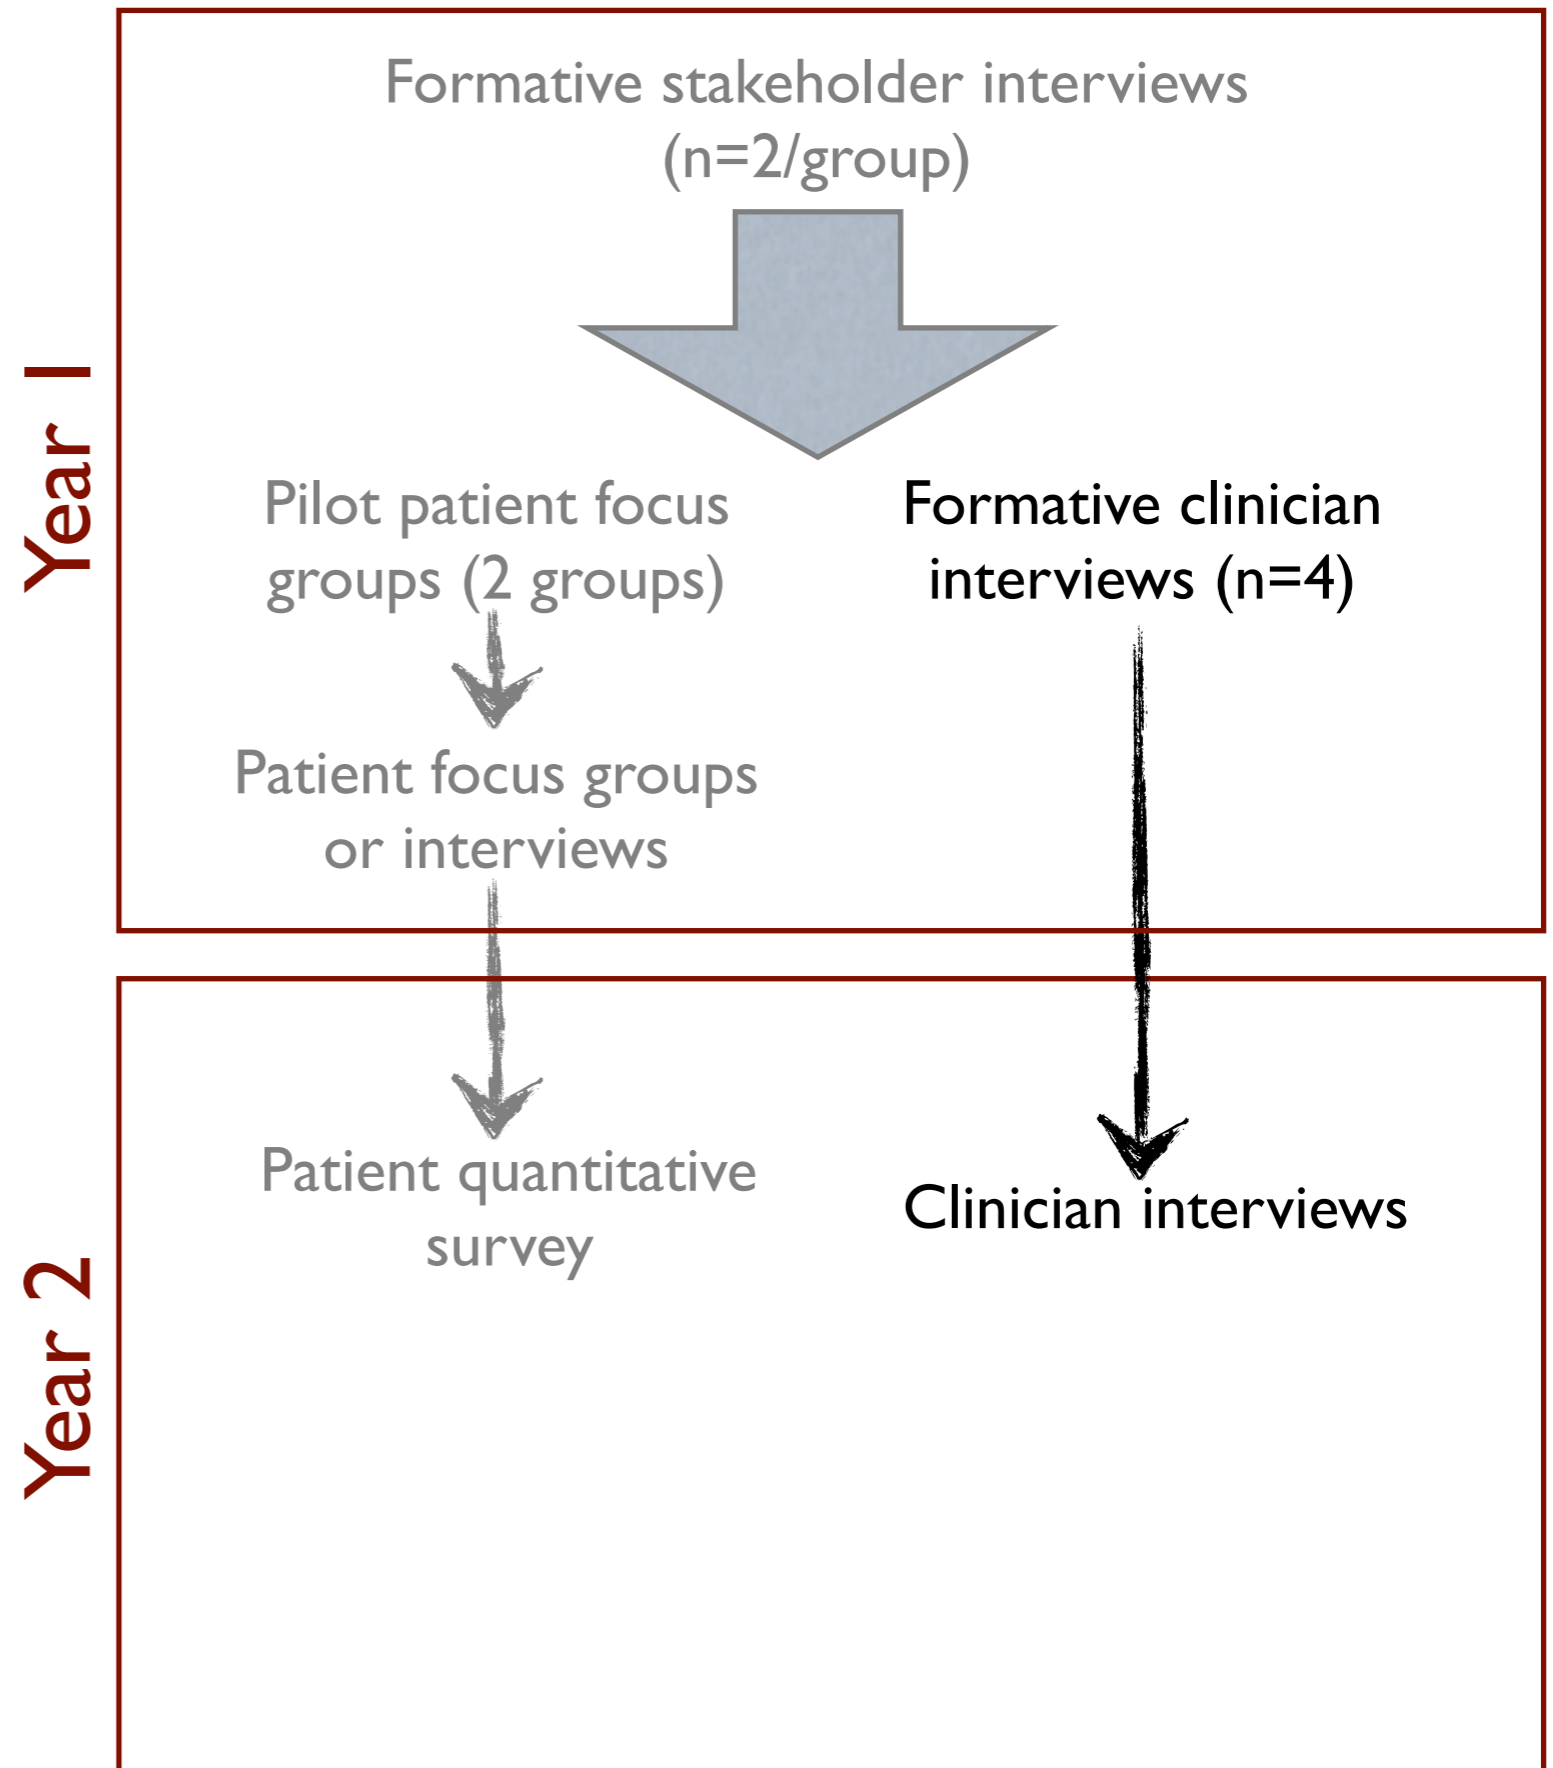 Formative stakeholder interviews
(n=2/group)
Year 1
Pilot patient focus
groups (2 groups)
Formative clinician
interviews (n=4)
Patient focus groups
or interviews
Year 2
Patient quantitative
survey
Clinician interviews